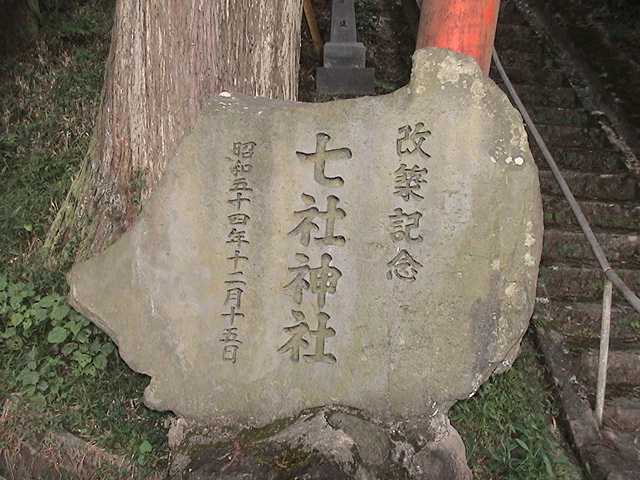 改築記念
七社神社
昭和五十四年十二月十五日